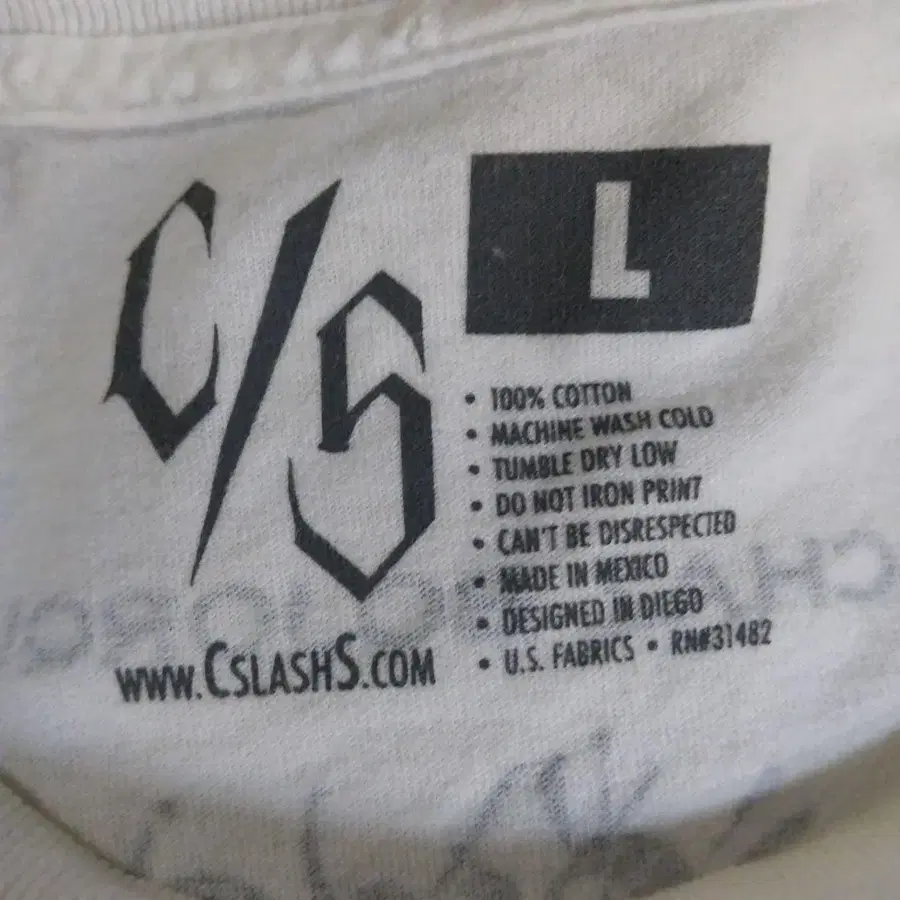 C/S
L
• 100% COTTON
• MACHINE WASH COLD
• TUMBLE DRY LOW
• DO NOT IRON PRINT
• CAN'T BE DISRESPECTED
• MADE IN MEXICO
• DESIGNED IN DIEGO
• U.S. FABRICS • RN#31482
WWW.CSLASHS.COM